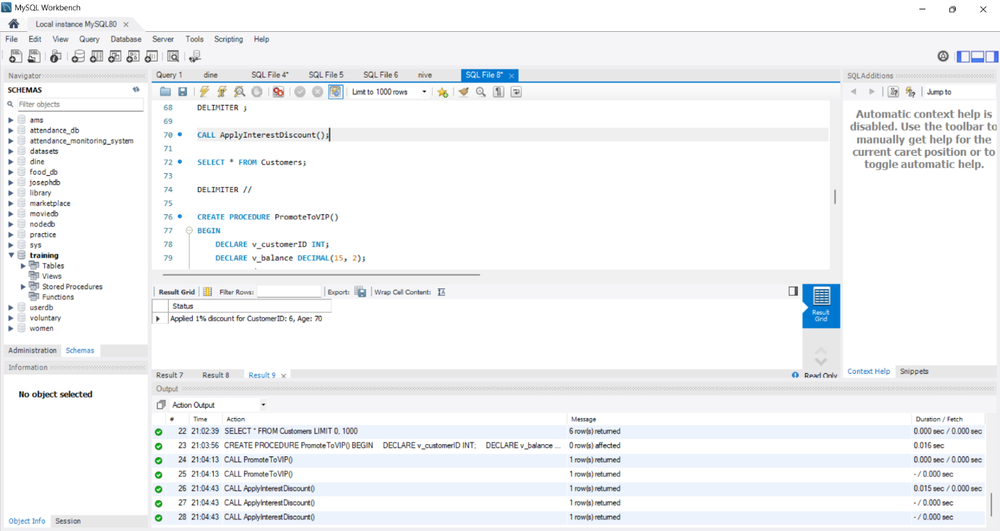 MySQL Workbench
Local instance MySQL80
File Edit View Query Database Server Tools Scripting Help
Navigator
SCHEMAS
Filter objects
ams
attendance_db
attendance_monitoring_system
datasets
dine
food_db
josephdb
library
marketplace
moviedb
nodedb
practice
sys
training
Tables
Views
Stored Procedures
Functions
userdb
voluntary
women
Administration Schemas
Information
No object selected
Object Info Session
Query 1 dine SQL File 4* SQL File 5 SQL File 6 nive SQL File 8*
Limit to 1000 rows
68 DELIMITER ;
69
70 CALL ApplyInterestDiscount();
71
72 SELECT * FROM Customers;
73
74 DELIMITER //
75
76 CREATE PROCEDURE PromoteToVIP()
77 BEGIN
78 DECLARE v_customerID INT;
79 DECLARE v_balance DECIMAL(15, 2);
Result Grid Filter Rows: Export: Wrap Cell Content:
Status
Applied 1% discount for CustomerID: 6, Age: 70
Result
Grid
Result 7 Result 8 Result 9 Read Only
Output
Action Output
# Time Action Message Duration / Fetch
22 21:02:39 SELECT * FROM Customers LIMIT 0, 1000 6 row(s) returned 0.000 sec / 0.000 sec
23 21:03:56 CREATE PROCEDURE PromoteToVIP() BEGIN DECLARE v_customerID INT; DECLARE v_balance ... 0 row(s) affected 0.016 sec
24 21:04:13 CALL PromoteToVIP() 1 row(s) returned 0.000 sec / 0.000 sec
25 21:04:13 CALL PromoteToVIP() 1 row(s) returned - / 0.000 sec
26 21:04:43 CALL ApplyInterestDiscount() 1 row(s) returned 0.015 sec / 0.000 sec
27 21:04:43 CALL ApplyInterestDiscount() 1 row(s) returned - / 0.000 sec
28 21:04:43 CALL ApplyInterestDiscount() 1 row(s) returned - / 0.000 sec
SQLAdditions
Jump to
Automatic context help is
disabled. Use the toolbar to
manually get help for the
current caret position or to
toggle automatic help.
Context Help Snippets